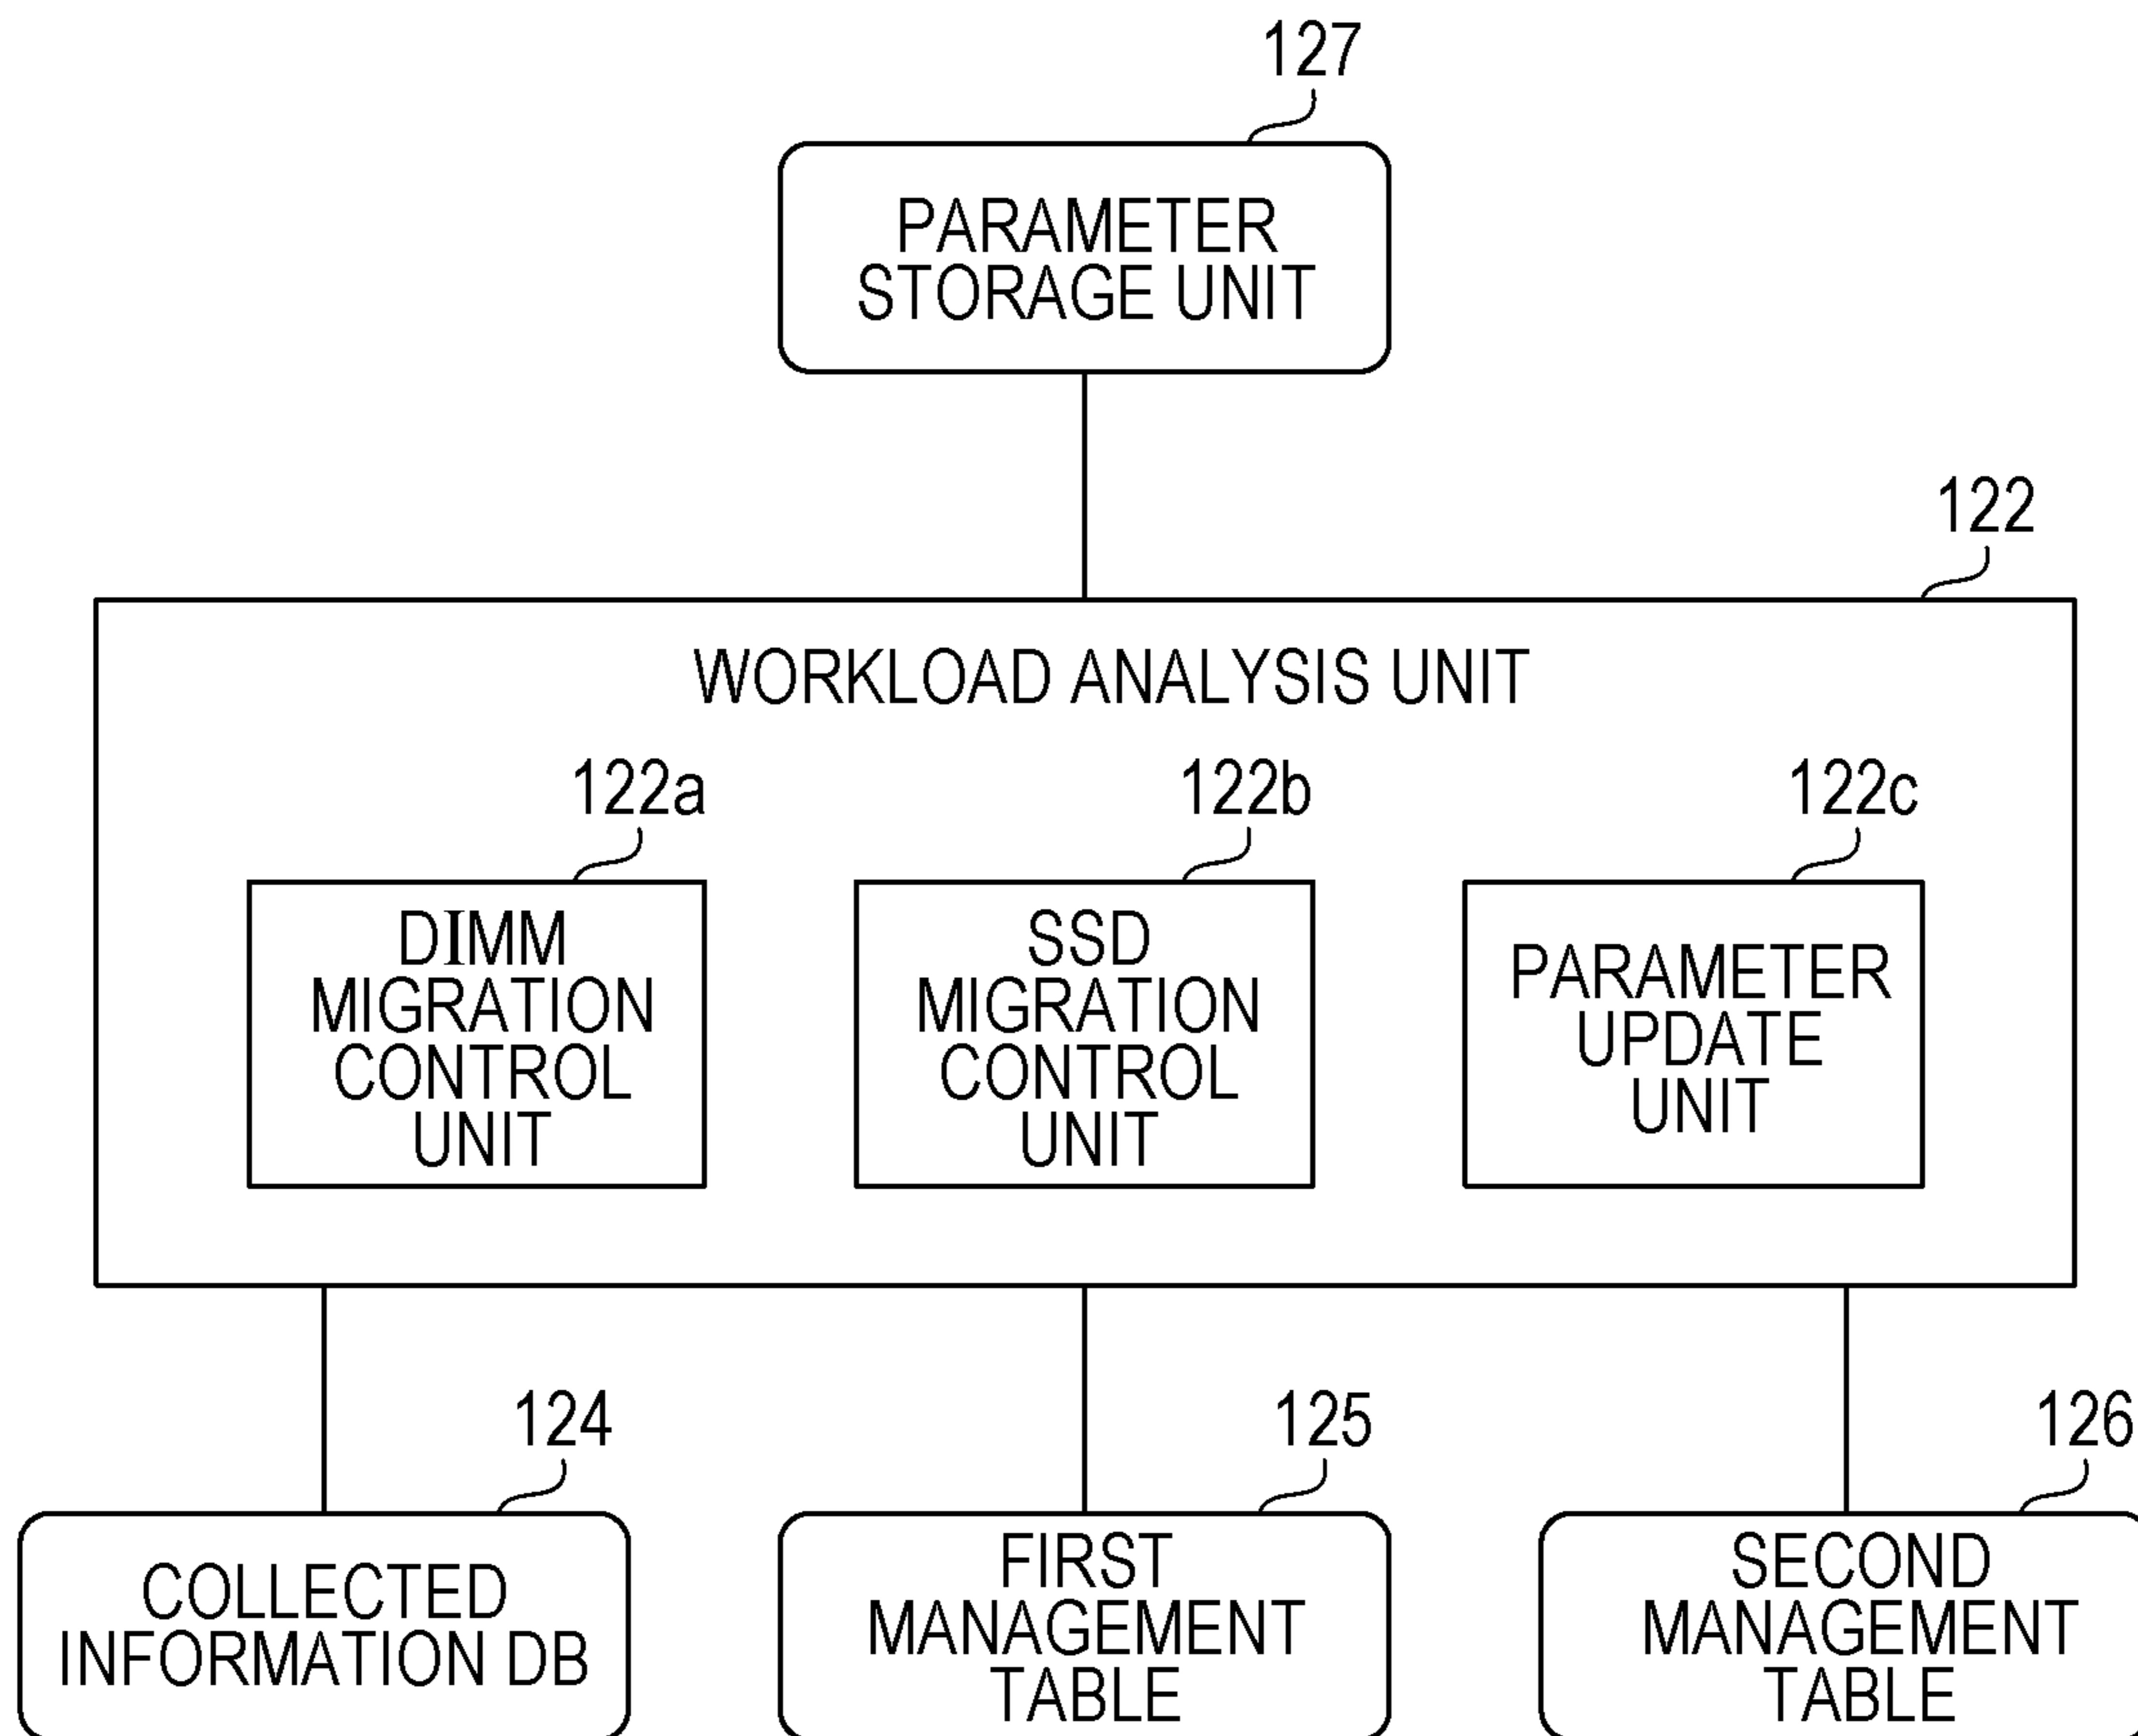 127
PARAMETER
STORAGE UNIT
122
WORKLOAD ANALYSIS UNIT
122a
122b
122c
DIMM
MIGRATION
CONTROL
UNIT
SSD
MIGRATION
CONTROL
UNIT
PARAMETER
UPDATE
UNIT
124
125
126
COLLECTED
INFORMATION DB
FIRST
MANAGEMENT
TABLE
SECOND
MANAGEMENT
TABLE